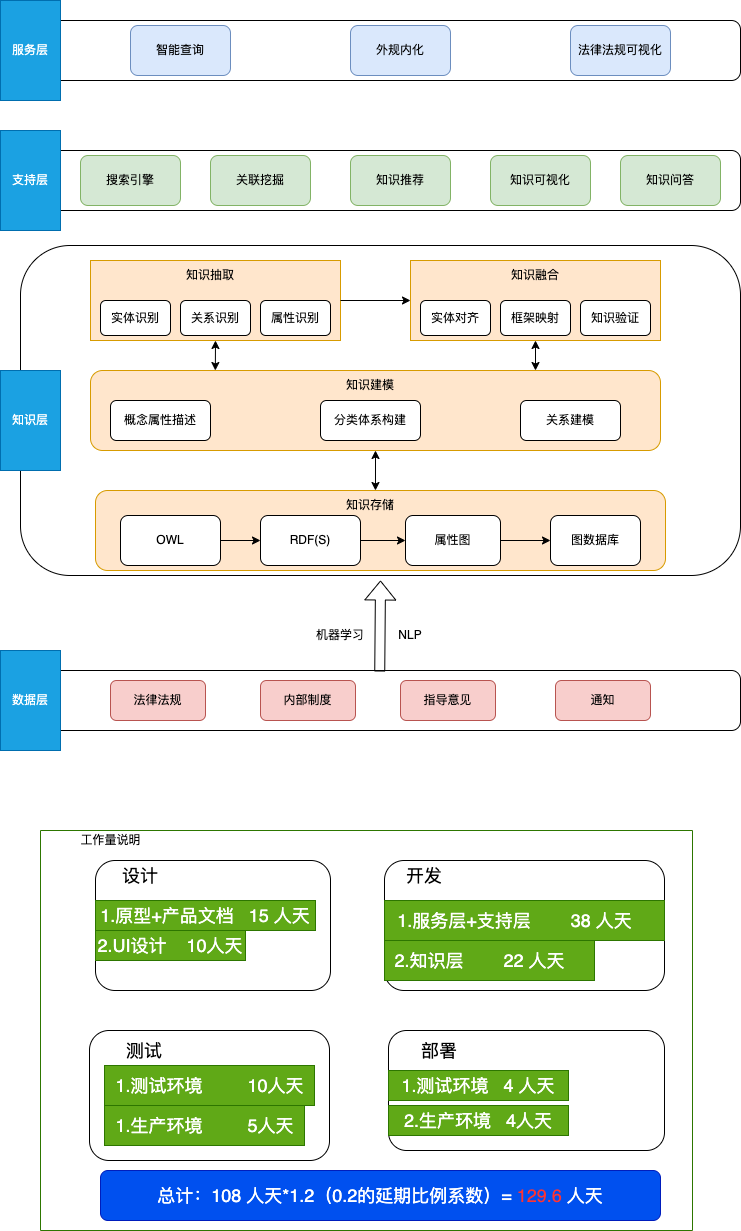 服务层
智能查询
外规内化
法律法规可视化
支持层
搜索引擎
关联挖掘
知识推荐
知识可视化
知识问答
知识层
知识抽取
实体识别
关系识别
属性识别
知识融合
实体对齐
框架映射
知识验证
知识建模
概念属性描述
分类体系构建
关系建模
知识存储
OWL
RDF(S)
属性图
图数据库
机器学习
NLP
数据层
法律法规
内部制度
指导意见
通知
工作量说明
设计
1.原型+产品文档 15 人天
2.UI设计 10人天
开发
1.服务层+支持层 38 人天
2.知识层 22 人天
测试
1.测试环境 10人天
1.生产环境 5人天
部署
1.测试环境 4 人天
2.生产环境 4人天
总计：108 人天*1.2（0.2的延期比例系数）= 129.6 人天